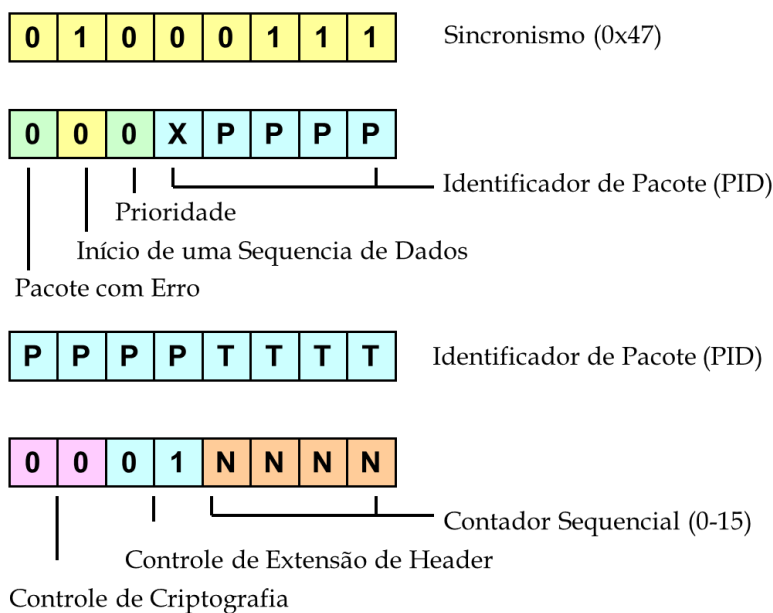 0 1 0 0 0 1 1 1 Sincronismo (0x47)
0 0 0 X P P P P
Identificador de Pacote (PID)
Prioridade
Início de uma Sequencia de Dados
Pacote com Erro
P P P P T T T T Identificador de Pacote (PID)
0 0 0 1 N N N N
Contador Sequencial (0-15)
Controle de Extensão de Header
Controle de Criptografia